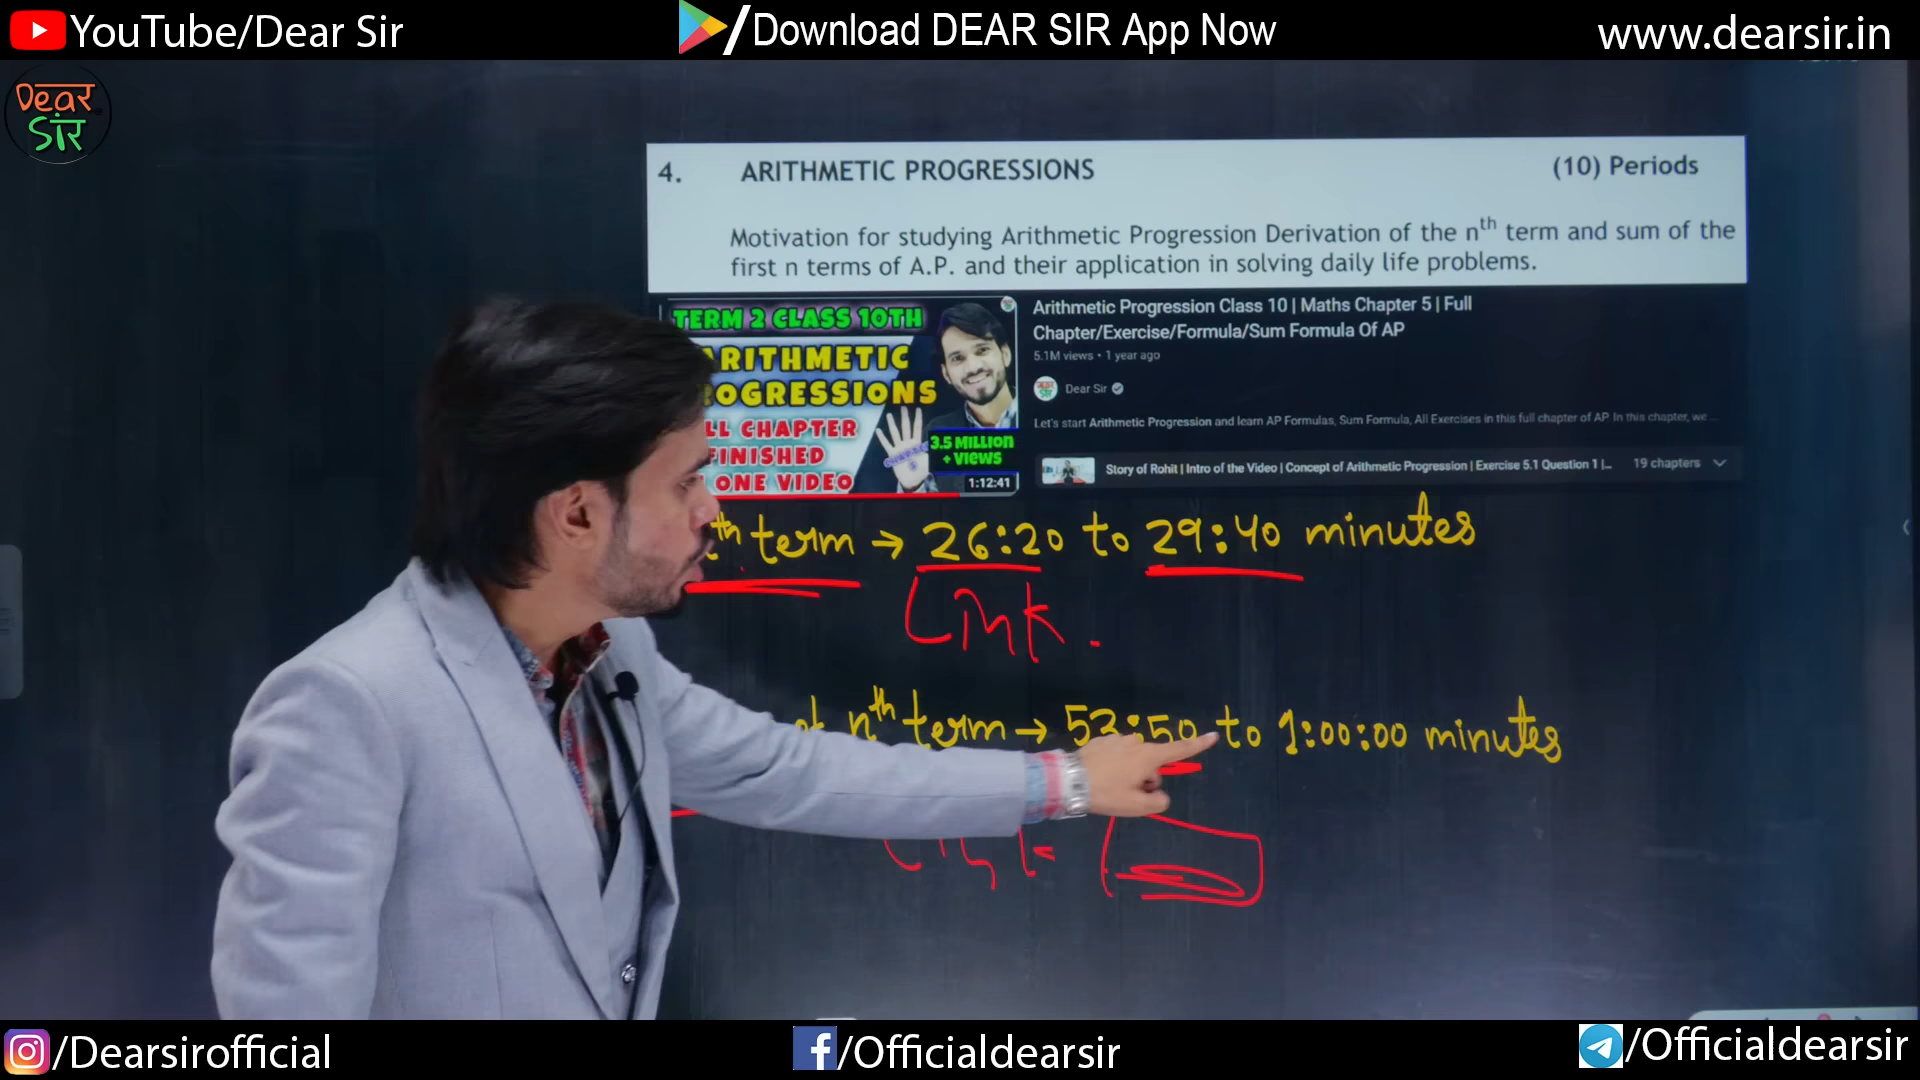 YouTube/Dear Sir
/Download DEAR SIR App Now
www.dearsir.in
Deaर
Siंर
4. ARITHMETIC PROGRESSIONS (10) Periods
Motivation for studying Arithmetic Progression Derivation of the nth term and sum of the
first n terms of A.P. and their application in solving daily life problems.
TERM 2 CLASS 10TH
3.5 MILLION
+ VIEWS
FINISHED
ONE VIDEO
CHAPTER
1:12:41
Arithmetic Progression Class 10 | Maths Chapter 5 | Full
Chapter/Exercise/Formula/Sum Formula Of AP
5.1M views • 1 year ago
Dear Sir
Let's start Arithmetic Progression and learn AP Formulas, Sum Formula, All Exercises in this full chapter of AP. In this chapter, we ...
Story of Rohit | Intro of the Video | Concept of Arithmetic Progression | Exercise 5.1 Question 1 |... 19 chapters
th term → 26:20 to 29:40 minutes
Link.
nth term → 53:50 to 1:00:00 minutes
/Dearsirofficial
/Officialdearsir
/Officialdearsir